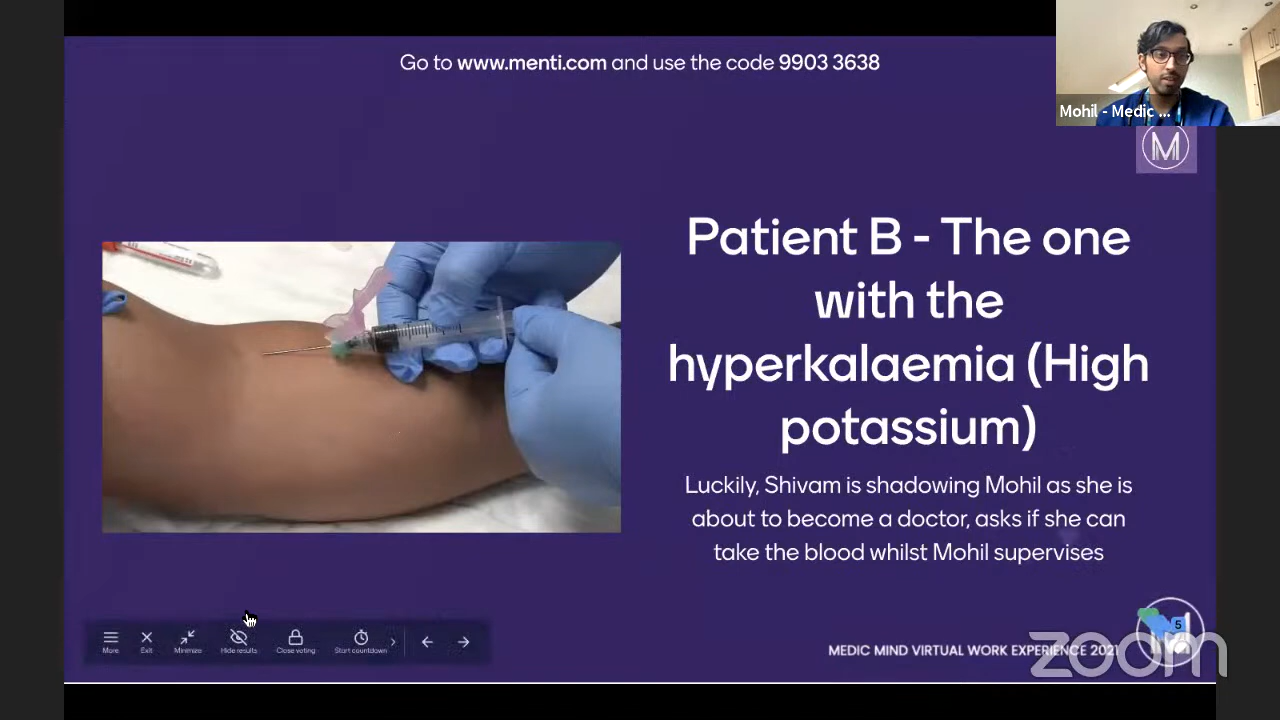 Go to www.menti.com and use the code 9903 3638
Mohil - Medic ...
M
Patient B - The one
with the
hyperkalaemia (High
potassium)
Luckily, Shivam is shadowing Mohil as she is
about to become a doctor, asks if she can
take the blood whilst Mohil supervises
More
Exit
Minimize
Hide results
Close voting
Start countdown
5
MEDIC MIND VIRTUAL WORK EXPERIENCE 2021
zoom